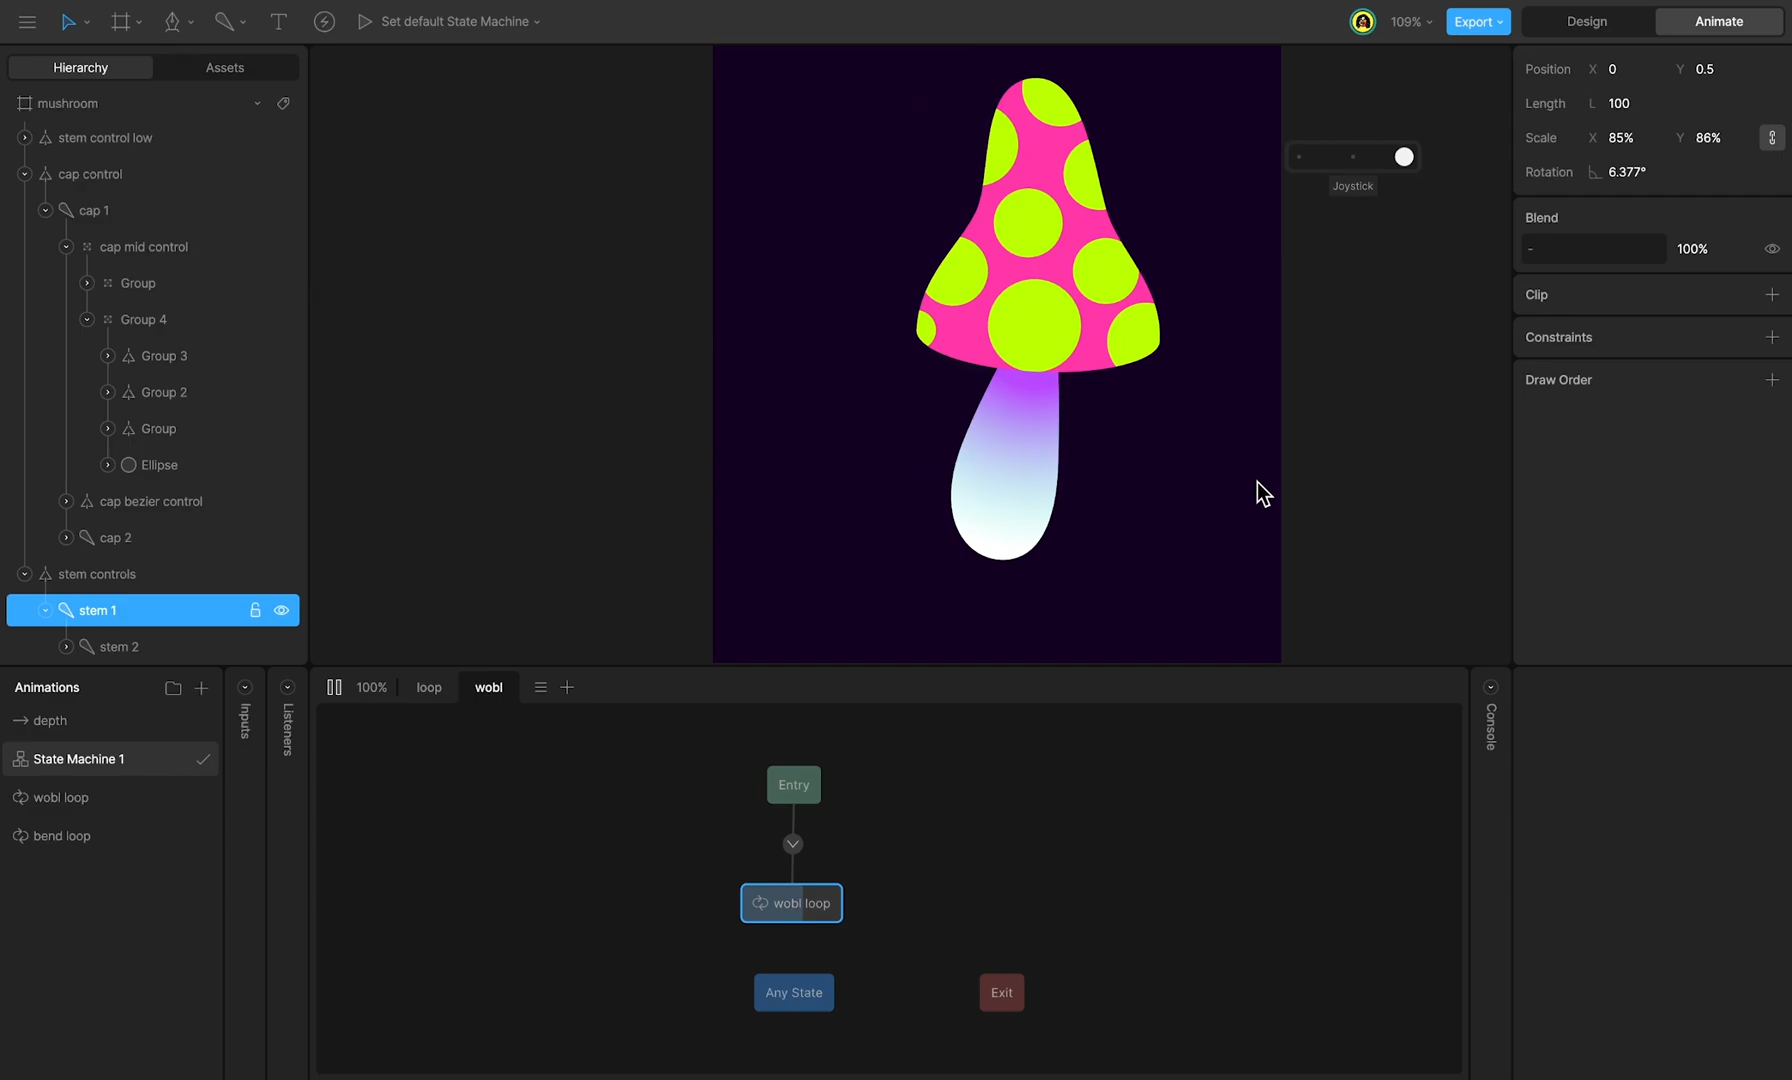 Set default State Machine
109%
Export
Design
Animate
Hierarchy
Assets
mushroom
stem control low
cap control
cap 1
cap mid control
Group
Group 4
Group 3
Group 2
Group
Ellipse
cap bezier control
cap 2
stem controls
stem 1
stem 2
Joystick
Position X 0 Y 0.5
Length L 100
Scale X 85% Y 86%
Rotation 6.377°
Blend
- 100%
Clip
Constraints
Draw Order
Animations
depth
State Machine 1
wobl loop
bend loop
Inputs
Listeners
100%
loop
wobl
Entry
wobl loop
Any State
Exit
Console